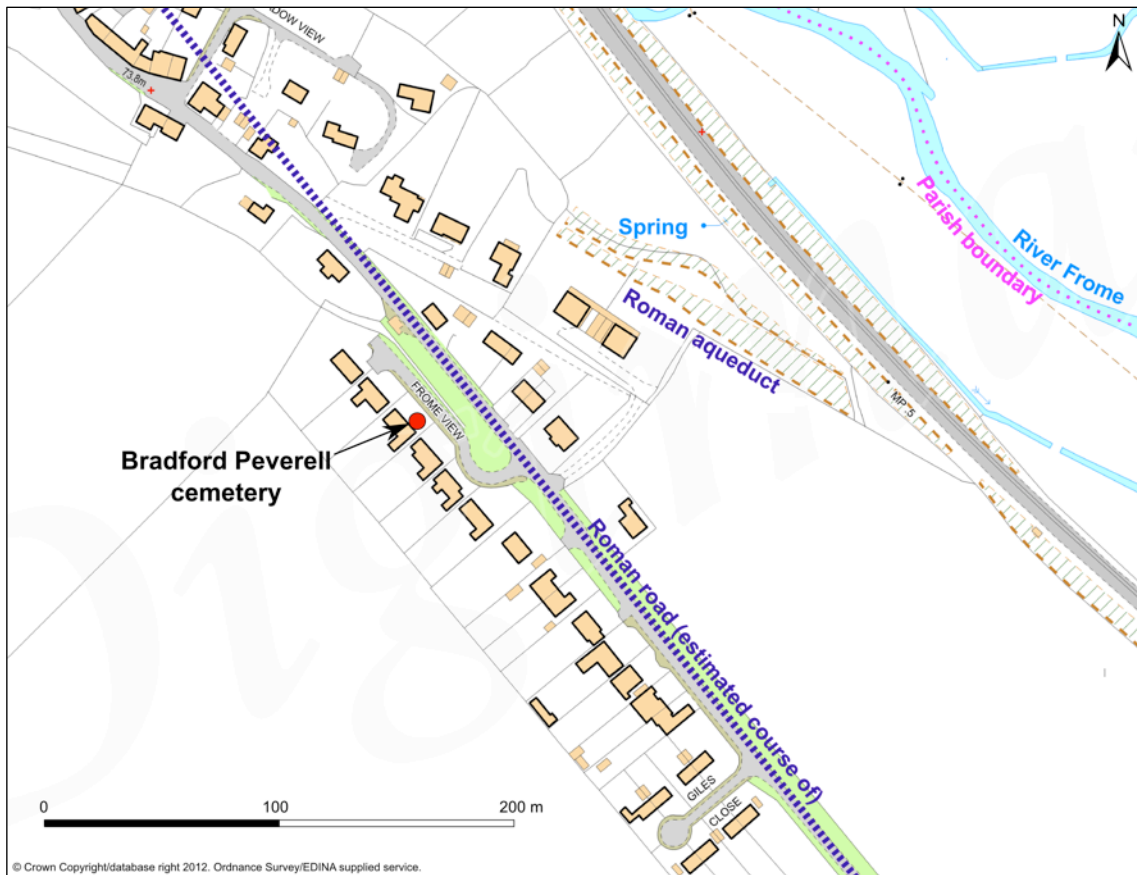 N
DOW VIEW
73.8m
Spring
Parish boundary
River Frome
Roman aqueduct
MP .5
FROME VIEW
Bradford Peverell
cemetery
Roman road (estimated course of)
GILES
CLOSE
0 100 200 m
© Crown Copyright/database right 2012. Ordnance Survey/EDINA supplied service.